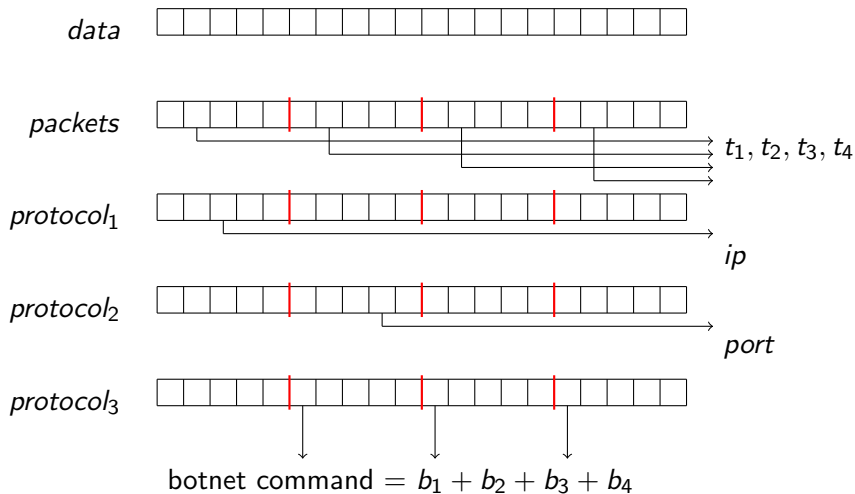 data
packets
t₁, t₂, t₃, t₄
protocol₁
ip
protocol₂
port
protocol₃
botnet command = b₁ + b₂ + b₃ + b₄